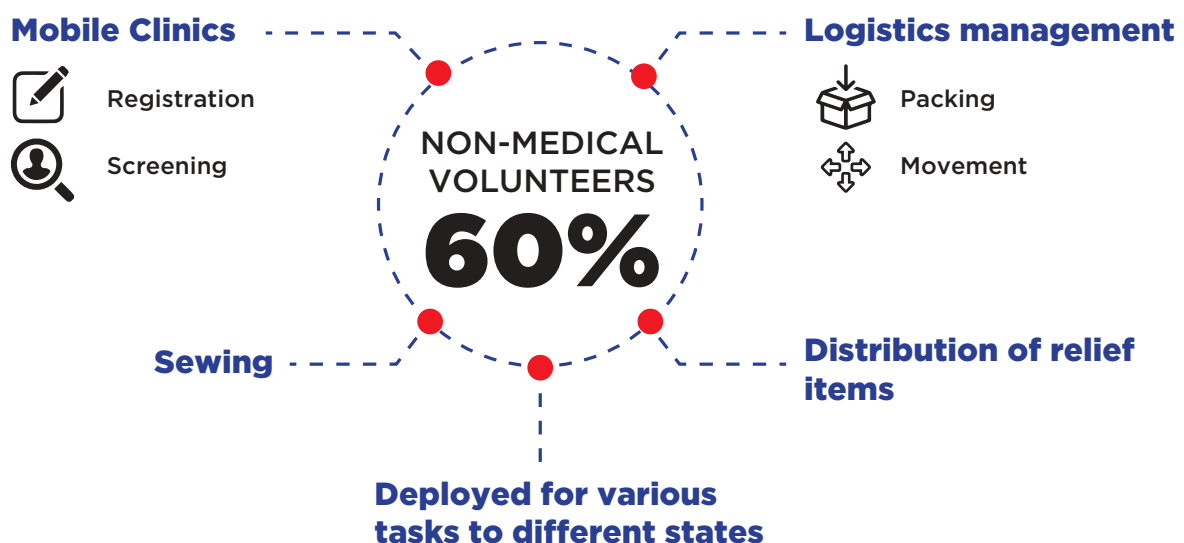 Mobile Clinics
Registration
Screening
NON-MEDICAL
VOLUNTEERS
60%
Logistics management
Packing
Movement
Sewing
Distribution of relief
items
Deployed for various
tasks to different states